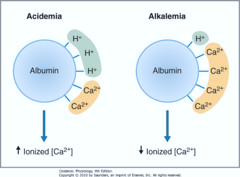 Acidemia
Alkalemia
H⁺
H⁺
H⁺
Ca²⁺
Ca²⁺
Albumin
H⁺
Ca²⁺
Ca²⁺
Ca²⁺
Ca²⁺
Albumin
↑ Ionized [Ca²⁺]
↓ Ionized [Ca²⁺]
Costanzo: Physiology, 4th Edition.
Copyright © 2010 by Saunders, an imprint of Elsevier, Inc. All rights reserved.